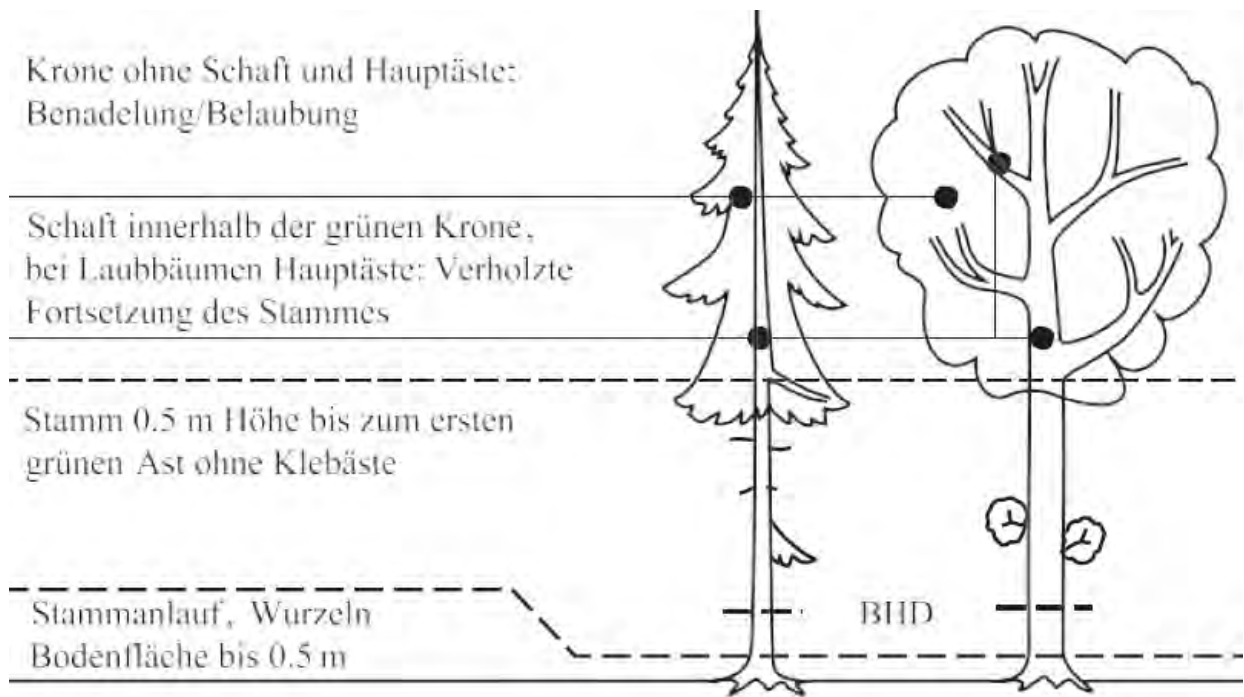 Krone ohne Schaft und Hauptäste:
Benadelung/Belaubung
Schaft innerhalb der grünen Krone,
bei Laubbäumen Hauptäste: Verholzte
Fortsetzung des Stammes
Stamm 0.5 m Höhe bis zum ersten
grünen Ast ohne Klebäste
Stammanlauf, Wurzeln
Bodenfläche bis 0.5 m
BHD